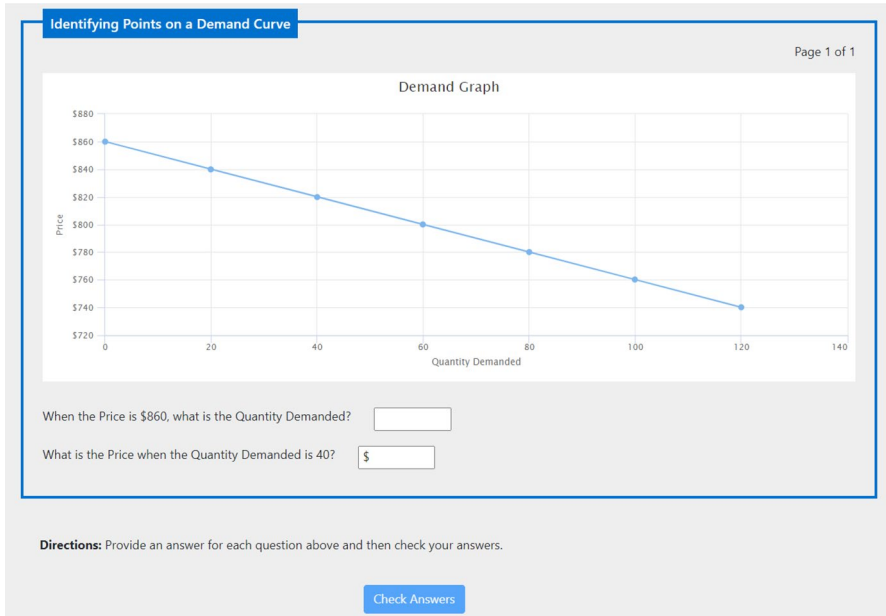 Identifying Points on a Demand Curve
Page 1 of 1
Demand Graph
$880
$860
$840
$820
$800
$780
$760
$740
$720
Price
0 20 40 60 80 100 120 140
Quantity Demanded
When the Price is $860, what is the Quantity Demanded?
What is the Price when the Quantity Demanded is 40? $
Directions: Provide an answer for each question above and then check your answers.
Check Answers